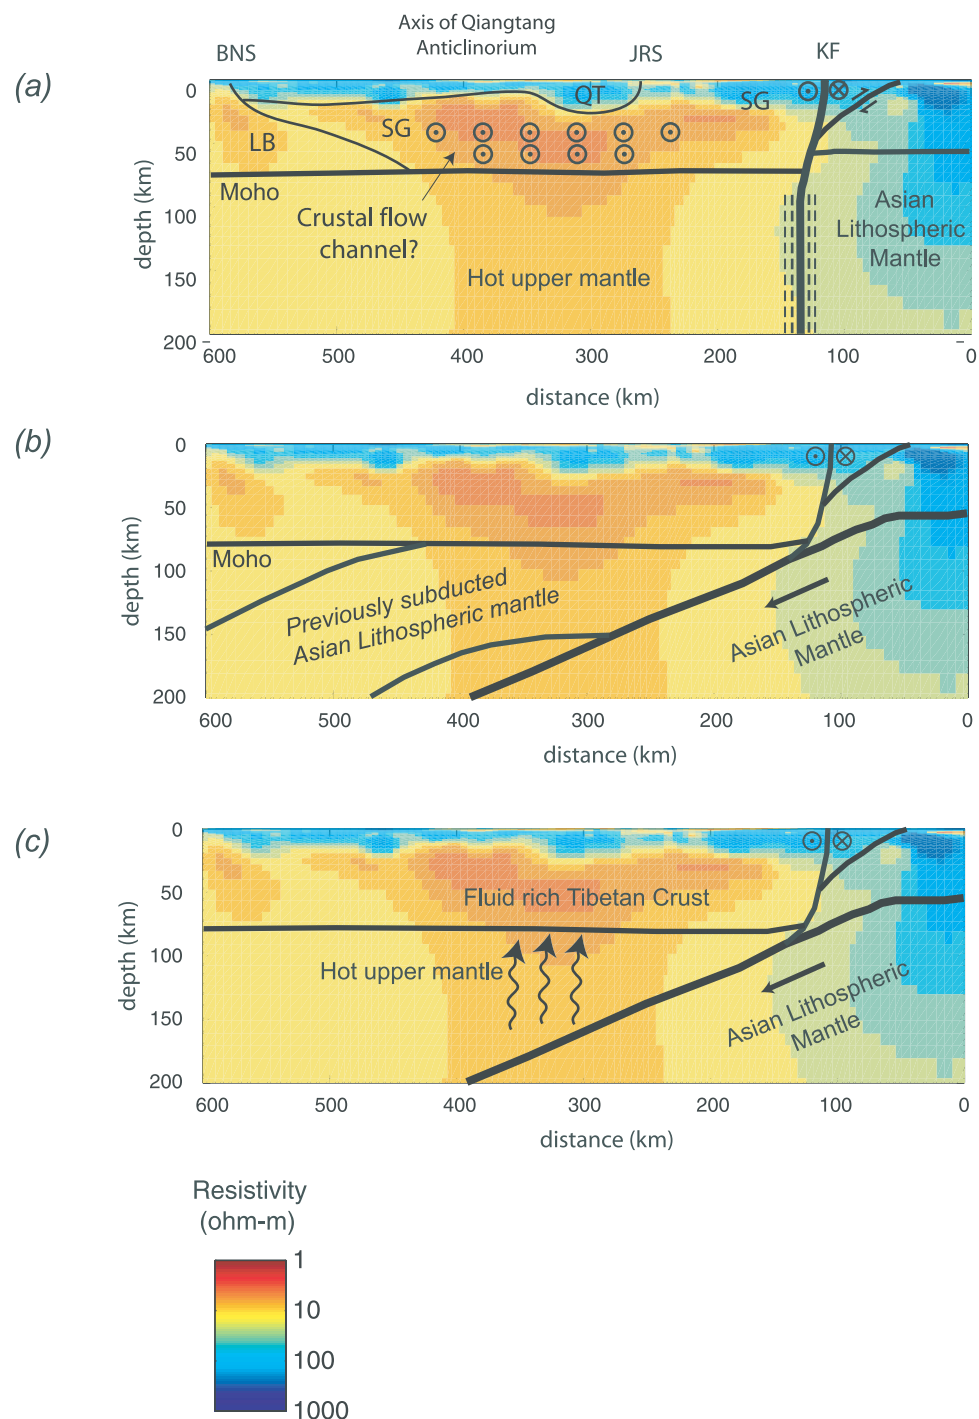 Axis of Qiangtang
Anticlinorium
BNS
JRS
KF
(a)
0
50
100
150
200
depth (km)
LB
SG
QT
SG
Moho
Crustal flow
channel?
Hot upper mantle
Asian
Lithospheric
Mantle
600
500
400
300
200
100
0
distance (km)
(b)
0
50
100
150
200
depth (km)
Moho
Previously subducted
Asian Lithospheric mantle
Asian Lithospheric
Mantle
600
500
400
300
200
100
0
distance (km)
(c)
0
50
100
150
200
depth (km)
Fluid rich Tibetan Crust
Hot upper mantle
Asian Lithospheric
Mantle
600
500
400
300
200
100
0
distance (km)
Resistivity
(ohm-m)
1
10
100
1000